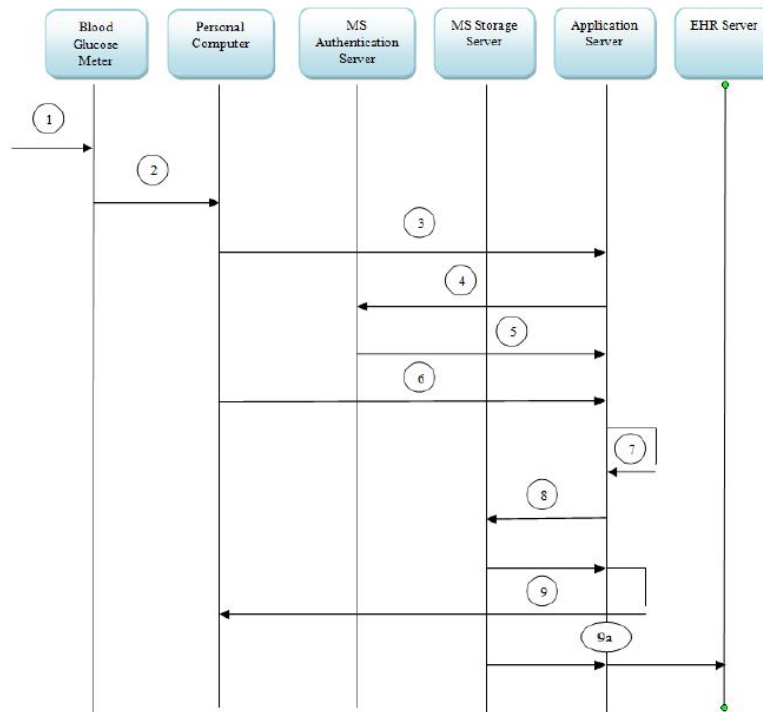 Blood
Glucose
Meter
Personal
Computer
MS
Authentication
Server
MS Storage
Server
Application
Server
EHR Server
1
2
3
4
5
6
7
8
9
9a